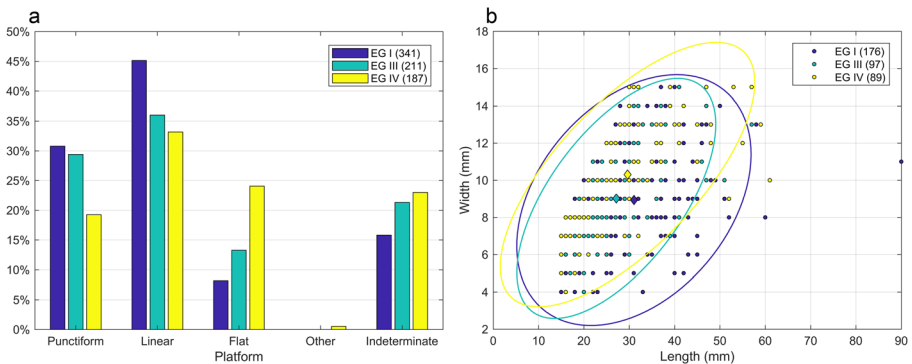 a
50%
45%
40%
35%
30%
25%
20%
15%
10%
5%
0%
EG I (341)
EG III (211)
EG IV (187)
Punctiform Linear Flat Other Indeterminate
Platform
b
18
16
14
12
10
8
6
4
2
Width (mm)
EG I (176)
EG III (97)
EG IV (89)
0 10 20 30 40 50 60 70 80 90
Length (mm)